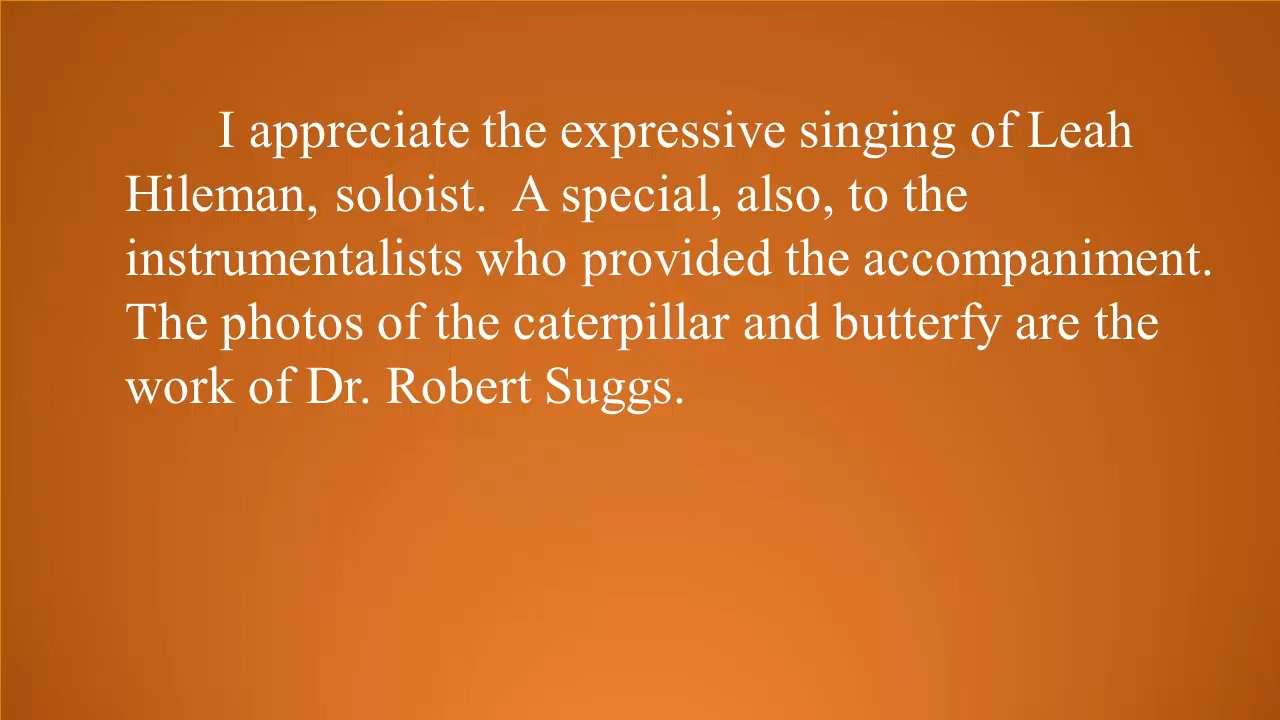 I appreciate the expressive singing of Leah
Hileman, soloist.  A special, also, to the
instrumentalists who provided the accompaniment.
The photos of the caterpillar and butterfy are the
work of Dr. Robert Suggs.